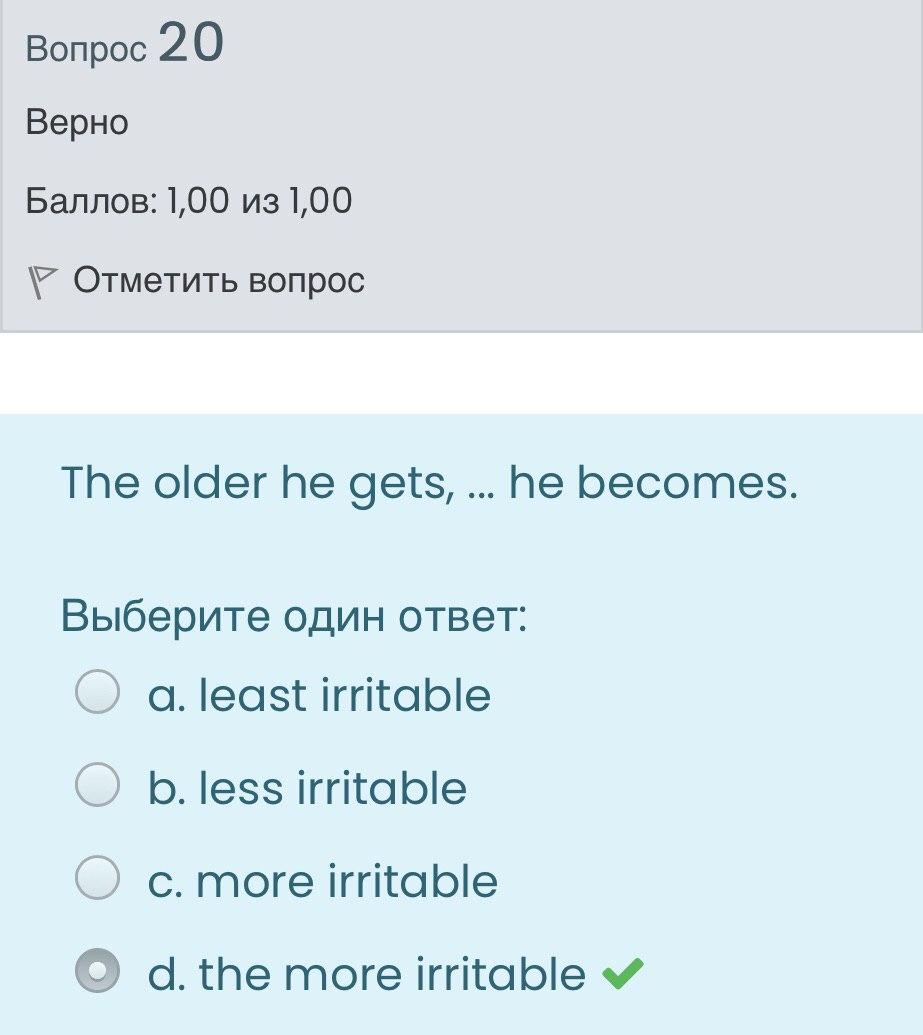 Вопрос 20
Верно
Баллов: 1,00 из 1,00
Отметить вопрос
The older he gets, ... he becomes.
Выберите один ответ:
a. least irritable
b. less irritable
c. more irritable
d. the more irritable